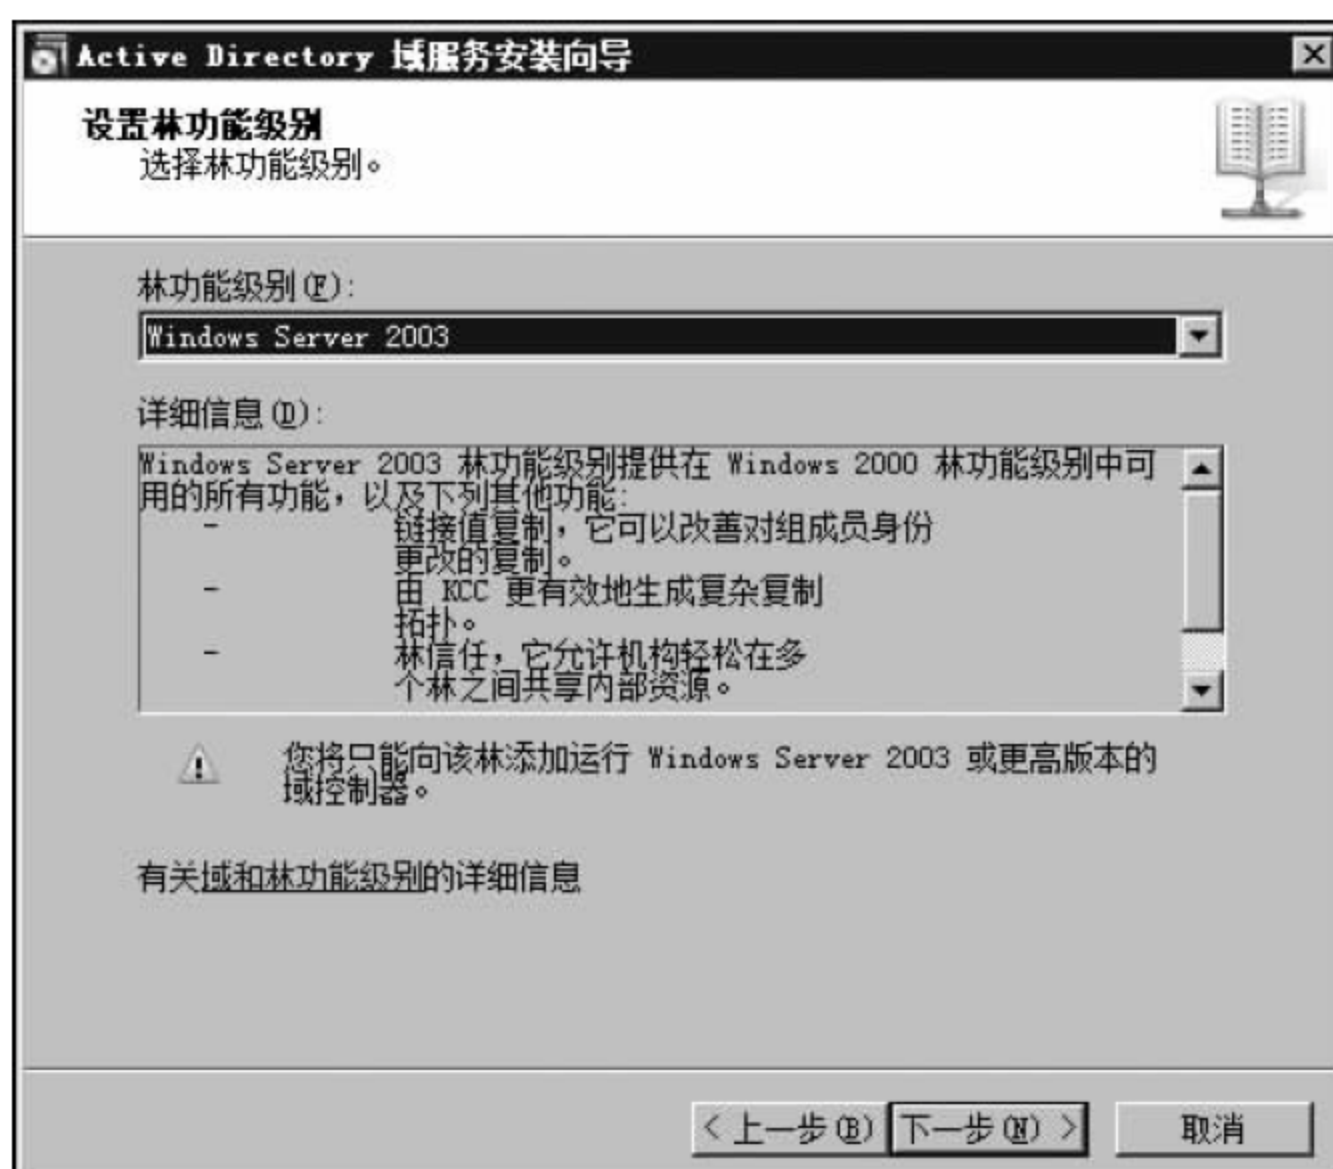 Active Directory 域服务安装向导
设置林功能级别
选择林功能级别。
林功能级别(F):
Windows Server 2003
详细信息(D):
Windows Server 2003 林功能级别提供在 Windows 2000 林功能级别中可
用的所有功能，以及下列其他功能:
- 链接值复制，它可以改善对组成员身份
更改的复制。
- 由 KCC 更有效地生成复杂复制
拓扑。
- 林信任，它允许机构轻松在多
个林之间共享内部资源。
您将只能向该林添加运行 Windows Server 2003 或更高版本的
域控制器。
有关域和林功能级别的详细信息
<上一步(B) 下一步(N)> 取消